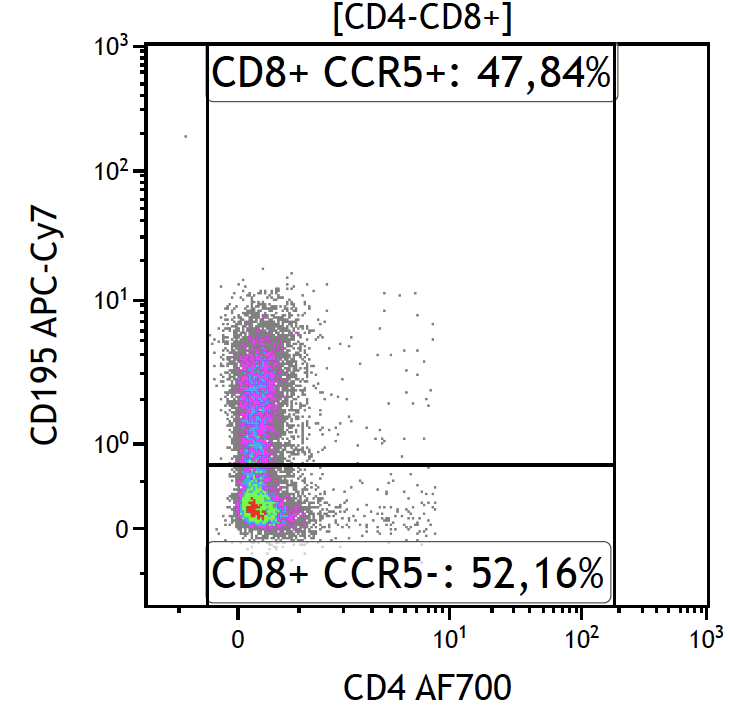 [CD4-CD8+]
CD8+ CCR5+: 47,84%
10³
10²
10¹
10⁰
0
CD195 APC-Cy7
CD8+ CCR5-: 52,16%
0 10¹ 10² 10³
CD4 AF700